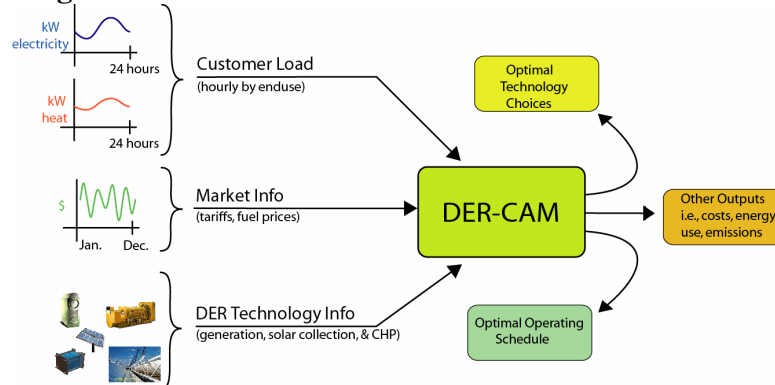 kW
electricity
24 hours
kW
heat
24 hours
Customer Load
(hourly by enduse)
$
Jan.
Dec.
Market Info
(tariffs, fuel prices)
DER Technology Info
(generation, solar collection, & CHP)
DER-CAM
Optimal
Technology
Choices
Other Outputs
i.e., costs, energy
use, emissions
Optimal Operating
Schedule